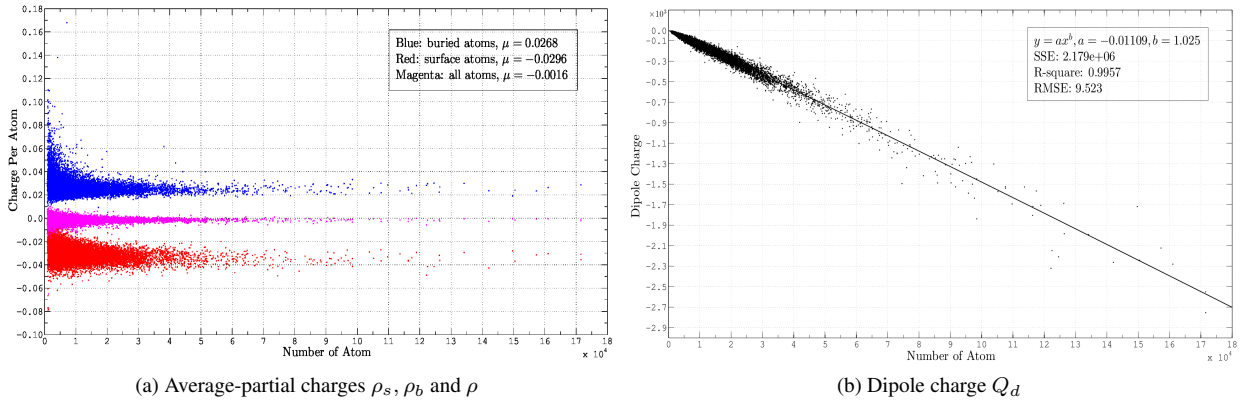 0.18
0.16
0.14
0.12
0.10
0.08
0.06
0.04
0.02
0.0
−0.02
−0.04
−0.06
−0.08
−0.10
Charge Per Atom
Blue: buried atoms, μ = 0.0268
Red: surface atoms, μ = −0.0296
Magenta: all atoms, μ = −0.0016
0 1 2 3 4 5 6 7 8 9 10 11 12 13 14 15 16 17 18
Number of Atom
x 10⁴
(a) Average-partial charges ρs, ρb and ρ
×10³
0.0
−0.3
−0.5
−0.7
−0.9
−1.1
−1.3
−1.5
−1.7
−1.9
−2.1
−2.3
−2.5
−2.7
−2.9
Dipole Charge
y = axᵇ, a = −0.01109, b = 1.025
SSE: 2.179e+06
R-square: 0.9957
RMSE: 9.523
0 1 2 3 4 5 6 7 8 9 10 11 12 13 14 15 16 17 18
Number of Atom
x 10⁴
(b) Dipole charge Qd